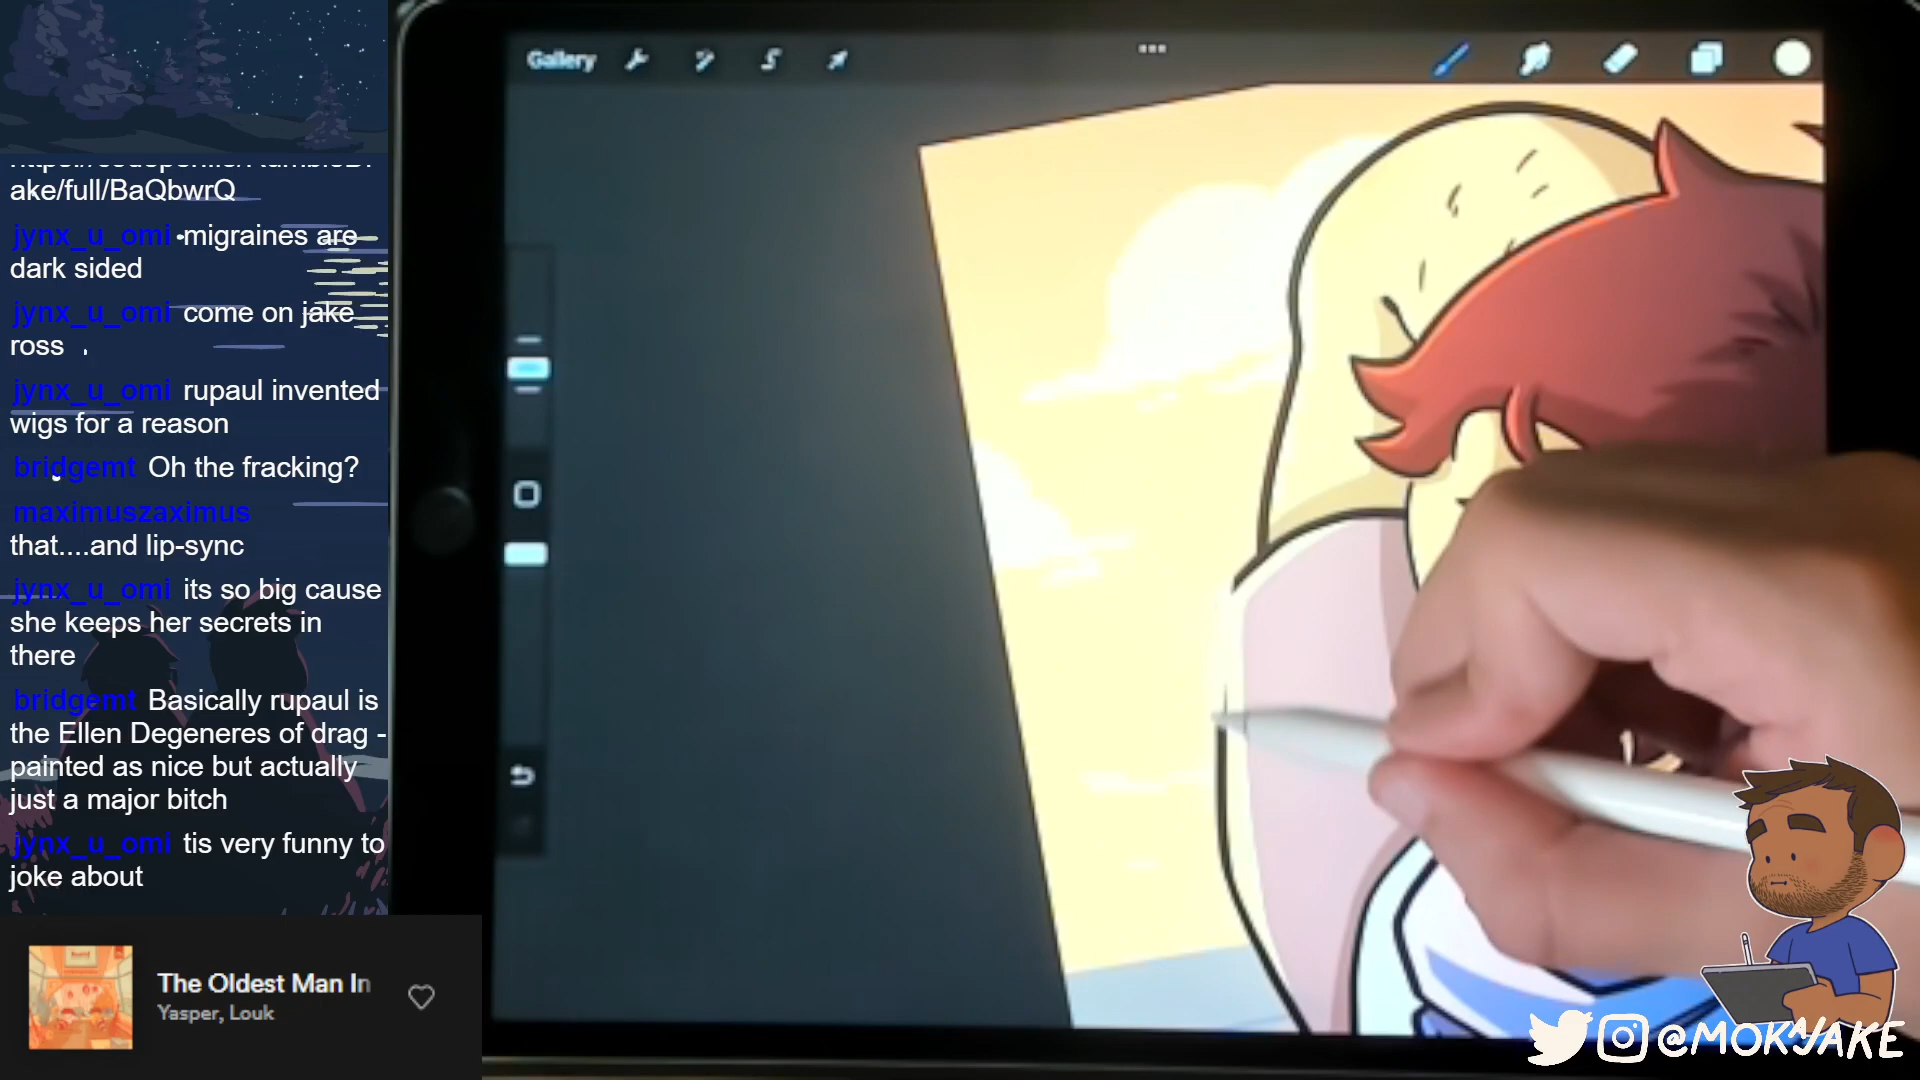 Gallery
ake/full/BaQbwrQ
jynx_u_omi migraines are
dark sided
jynx_u_omi come on jake
ross
jynx_u_omi rupaul invented
wigs for a reason
bridgemt Oh the fracking?
maximuszaximus
that....and lip-sync
jynx_u_omi its so big cause
she keeps her secrets in
there
bridgemt Basically rupaul is
the Ellen Degeneres of drag -
painted as nice but actually
just a major bitch
jynx_u_omi tis very funny to
joke about
The Oldest Man In
Yasper, Louk
@MOKAJAKE